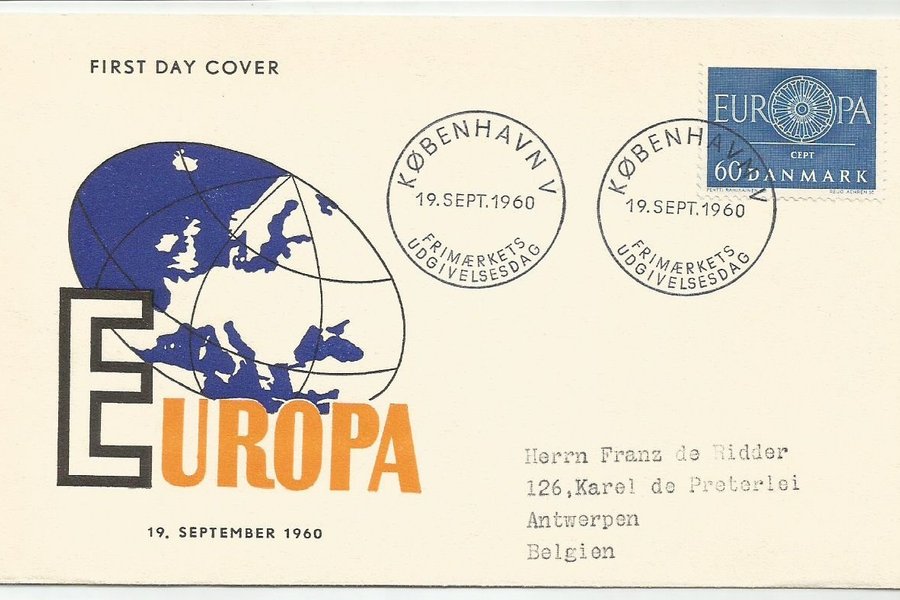 FIRST DAY COVER
KØBENHAVN V
19.SEPT.1960
FRIMÆRKETS
UDGIVELSESDAG
KØBENHAVN V
19.SEPT.1960
FRIMÆRKETS
UDGIVELSESDAG
EUROPA
CEPT
60 DANMARK
EUROPA
19. SEPTEMBER 1960
Herrn Franz de Ridder
126,Karel de Preterlei
Antwerpen
Belgien